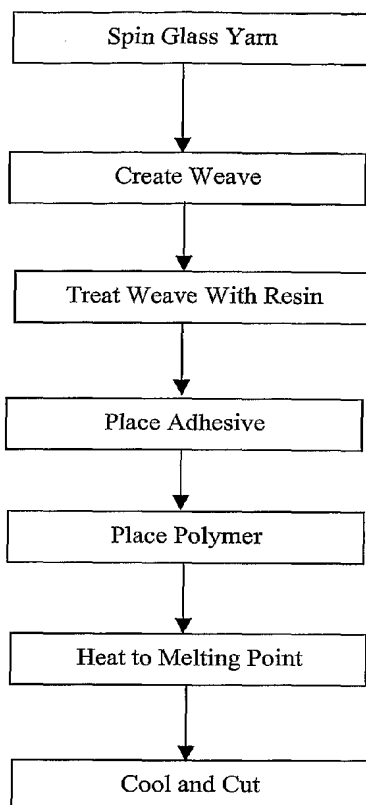 Spin Glass Yarn
Create Weave
Treat Weave With Resin
Place Adhesive
Place Polymer
Heat to Melting Point
Cool and Cut